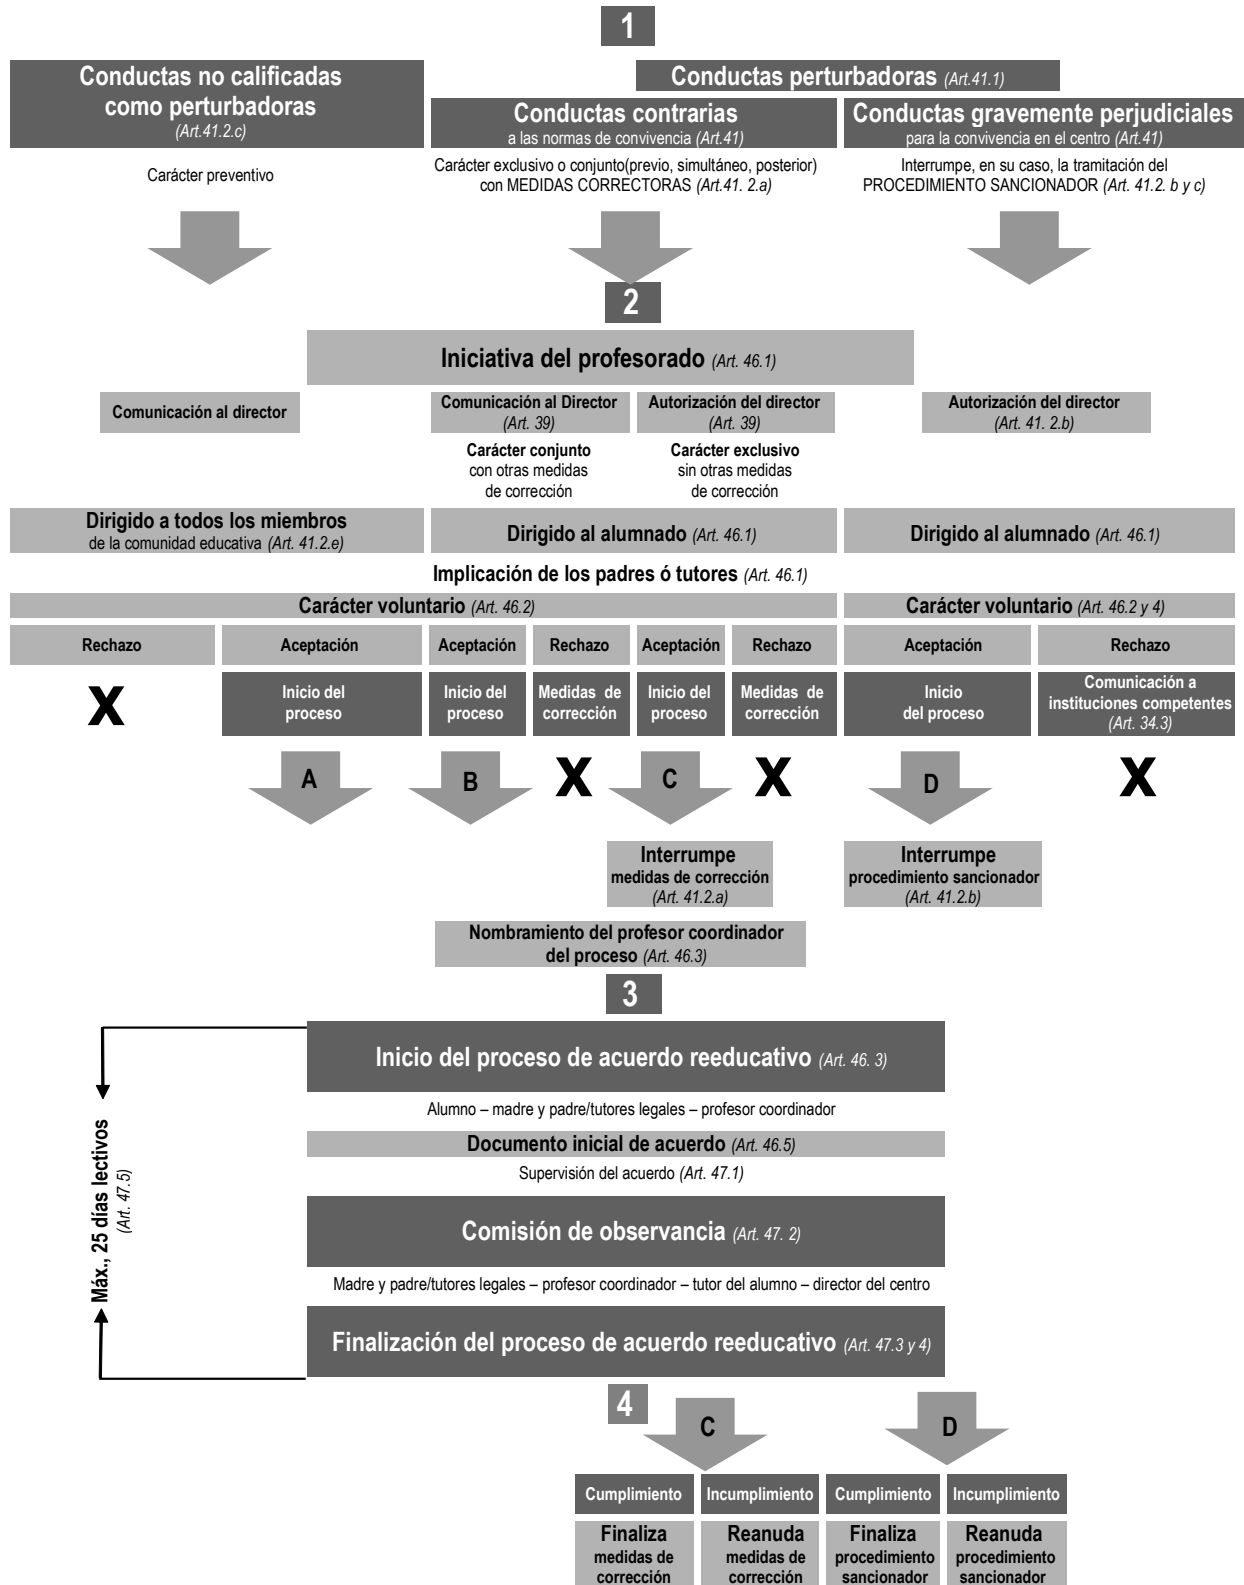 1
Conductas no calificadas
como perturbadoras
(Art.41.2.c)
Carácter preventivo
Conductas perturbadoras (Art.41.1)
Conductas contrarias
a las normas de convivencia (Art.41)
Carácter exclusivo o conjunto(previo, simultáneo, posterior)
con MEDIDAS CORRECTORAS (Art.41. 2.a)
Conductas gravemente perjudiciales
para la convivencia en el centro (Art.41)
Interrumpe, en su caso, la tramitación del
PROCEDIMIENTO SANCIONADOR (Art. 41.2. b y c)
2
Iniciativa del profesorado (Art. 46.1)
Comunicación al director
Comunicación al Director
(Art. 39)
Carácter conjunto
con otras medidas
de corrección
Autorización del director
(Art. 39)
Carácter exclusivo
sin otras medidas
de corrección
Autorización del director
(Art. 41. 2.b)
Dirigido a todos los miembros
de la comunidad educativa (Art. 41.2.e)
Dirigido al alumnado (Art. 46.1)
Dirigido al alumnado (Art. 46.1)
Implicación de los padres ó tutores (Art. 46.1)
Carácter voluntario (Art. 46.2)
Carácter voluntario (Art. 46.2 y 4)
Rechazo
Aceptación
Aceptación
Rechazo
Aceptación
Rechazo
Aceptación
Rechazo
X
Inicio del
proceso
Inicio del
proceso
Medidas de
corrección
Inicio del
proceso
Medidas de
corrección
Inicio
del proceso
Comunicación a
instituciones competentes
(Art. 34.3)
A
B
X
C
X
D
X
Interrumpe
medidas de corrección
(Art. 41.2.a)
Interrumpe
procedimiento sancionador
(Art. 41.2.b)
Nombramiento del profesor coordinador
del proceso (Art. 46.3)
3
Máx., 25 días lectivos
(Art. 47.5)
Inicio del proceso de acuerdo reeducativo (Art. 46. 3)
Alumno – madre y padre/tutores legales – profesor coordinador
Documento inicial de acuerdo (Art. 46.5)
Supervisión del acuerdo (Art. 47.1)
Comisión de observancia (Art. 47. 2)
Madre y padre/tutores legales – profesor coordinador – tutor del alumno – director del centro
Finalización del proceso de acuerdo reeducativo (Art. 47.3 y 4)
4
C
D
Cumplimiento
Incumplimiento
Cumplimiento
Incumplimiento
Finaliza
medidas de
corrección
Reanuda
medidas de
corrección
Finaliza
procedimiento
sancionador
Reanuda
procedimiento
sancionador